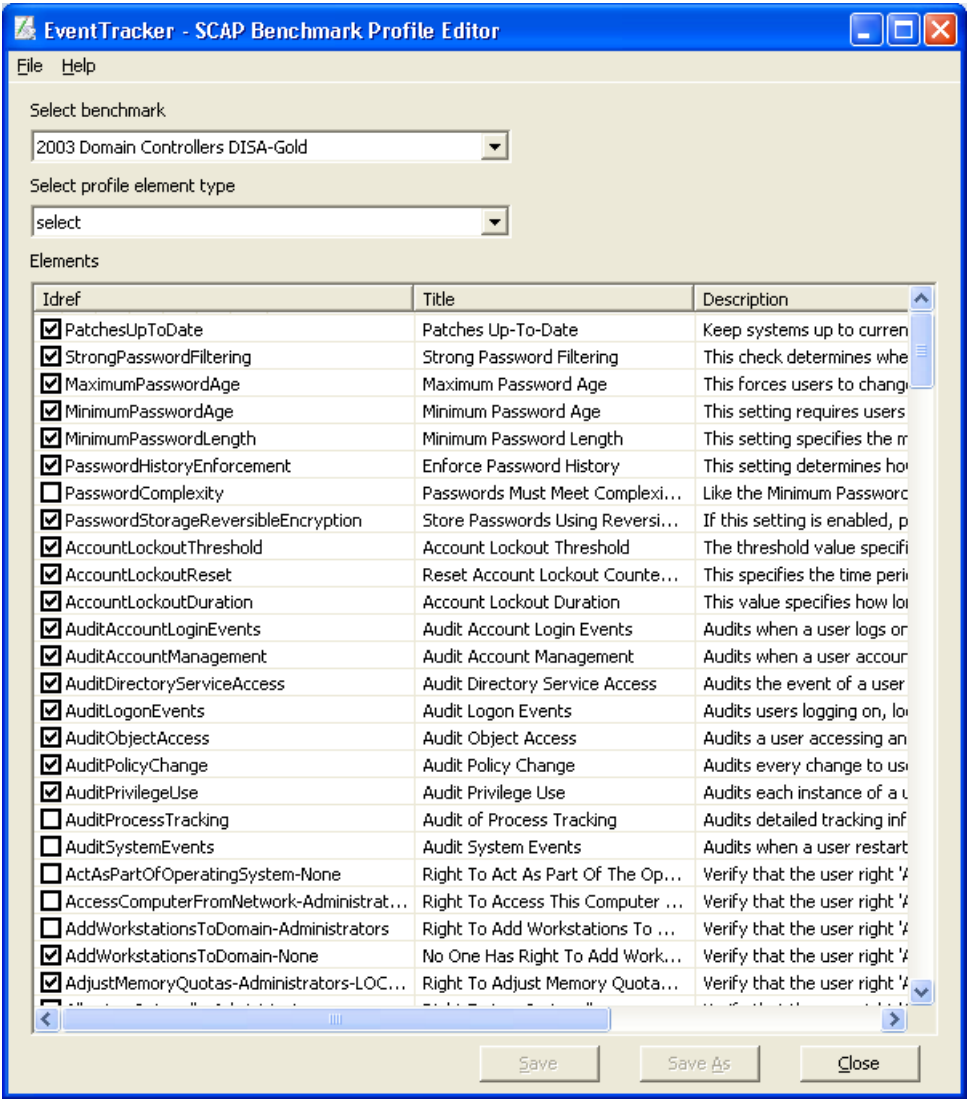 EventTracker - SCAP Benchmark Profile Editor
File Help
Select benchmark
2003 Domain Controllers DISA-Gold
Select profile element type
select
Elements
Idref Title Description
PatchesUpToDate Patches Up-To-Date Keep systems up to curren
StrongPasswordFiltering Strong Password Filtering This check determines whe
MaximumPasswordAge Maximum Password Age This forces users to chang
MinimumPasswordAge Minimum Password Age This setting requires users
MinimumPasswordLength Minimum Password Length This setting specifies the m
PasswordHistoryEnforcement Enforce Password History This setting determines ho
PasswordComplexity Passwords Must Meet Complexi... Like the Minimum Password
PasswordStorageReversibleEncryption Store Passwords Using Reversi... If this setting is enabled, p
AccountLockoutThreshold Account Lockout Threshold The threshold value specifi
AccountLockoutReset Reset Account Lockout Counte... This specifies the time peri
AccountLockoutDuration Account Lockout Duration This value specifies how lo
AuditAccountLoginEvents Audit Account Login Events Audits when a user logs on
AuditAccountManagement Audit Account Management Audits when a user accoun
AuditDirectoryServiceAccess Audit Directory Service Access Audits the event of a user
AuditLogonEvents Audit Logon Events Audits users logging on, lo
AuditObjectAccess Audit Object Access Audits a user accessing an
AuditPolicyChange Audit Policy Change Audits every change to use
AuditPrivilegeUse Audit Privilege Use Audits each instance of a u
AuditProcessTracking Audit of Process Tracking Audits detailed tracking inf
AuditSystemEvents Audit System Events Audits when a user restart
ActAsPartOfOperatingSystem-None Right To Act As Part Of The Op... Verify that the user right 'A
AccessComputerFromNetwork-Administrat... Right To Access This Computer ... Verify that the user right 'A
AddWorkstationsToDomain-Administrators Right To Add Workstations To ... Verify that the user right 'A
AddWorkstationsToDomain-None No One Has Right To Add Work... Verify that the user right 'A
AdjustMemoryQuotas-Administrators-LOC... Right To Adjust Memory Quota... Verify that the user right 'A
Save Save As Close